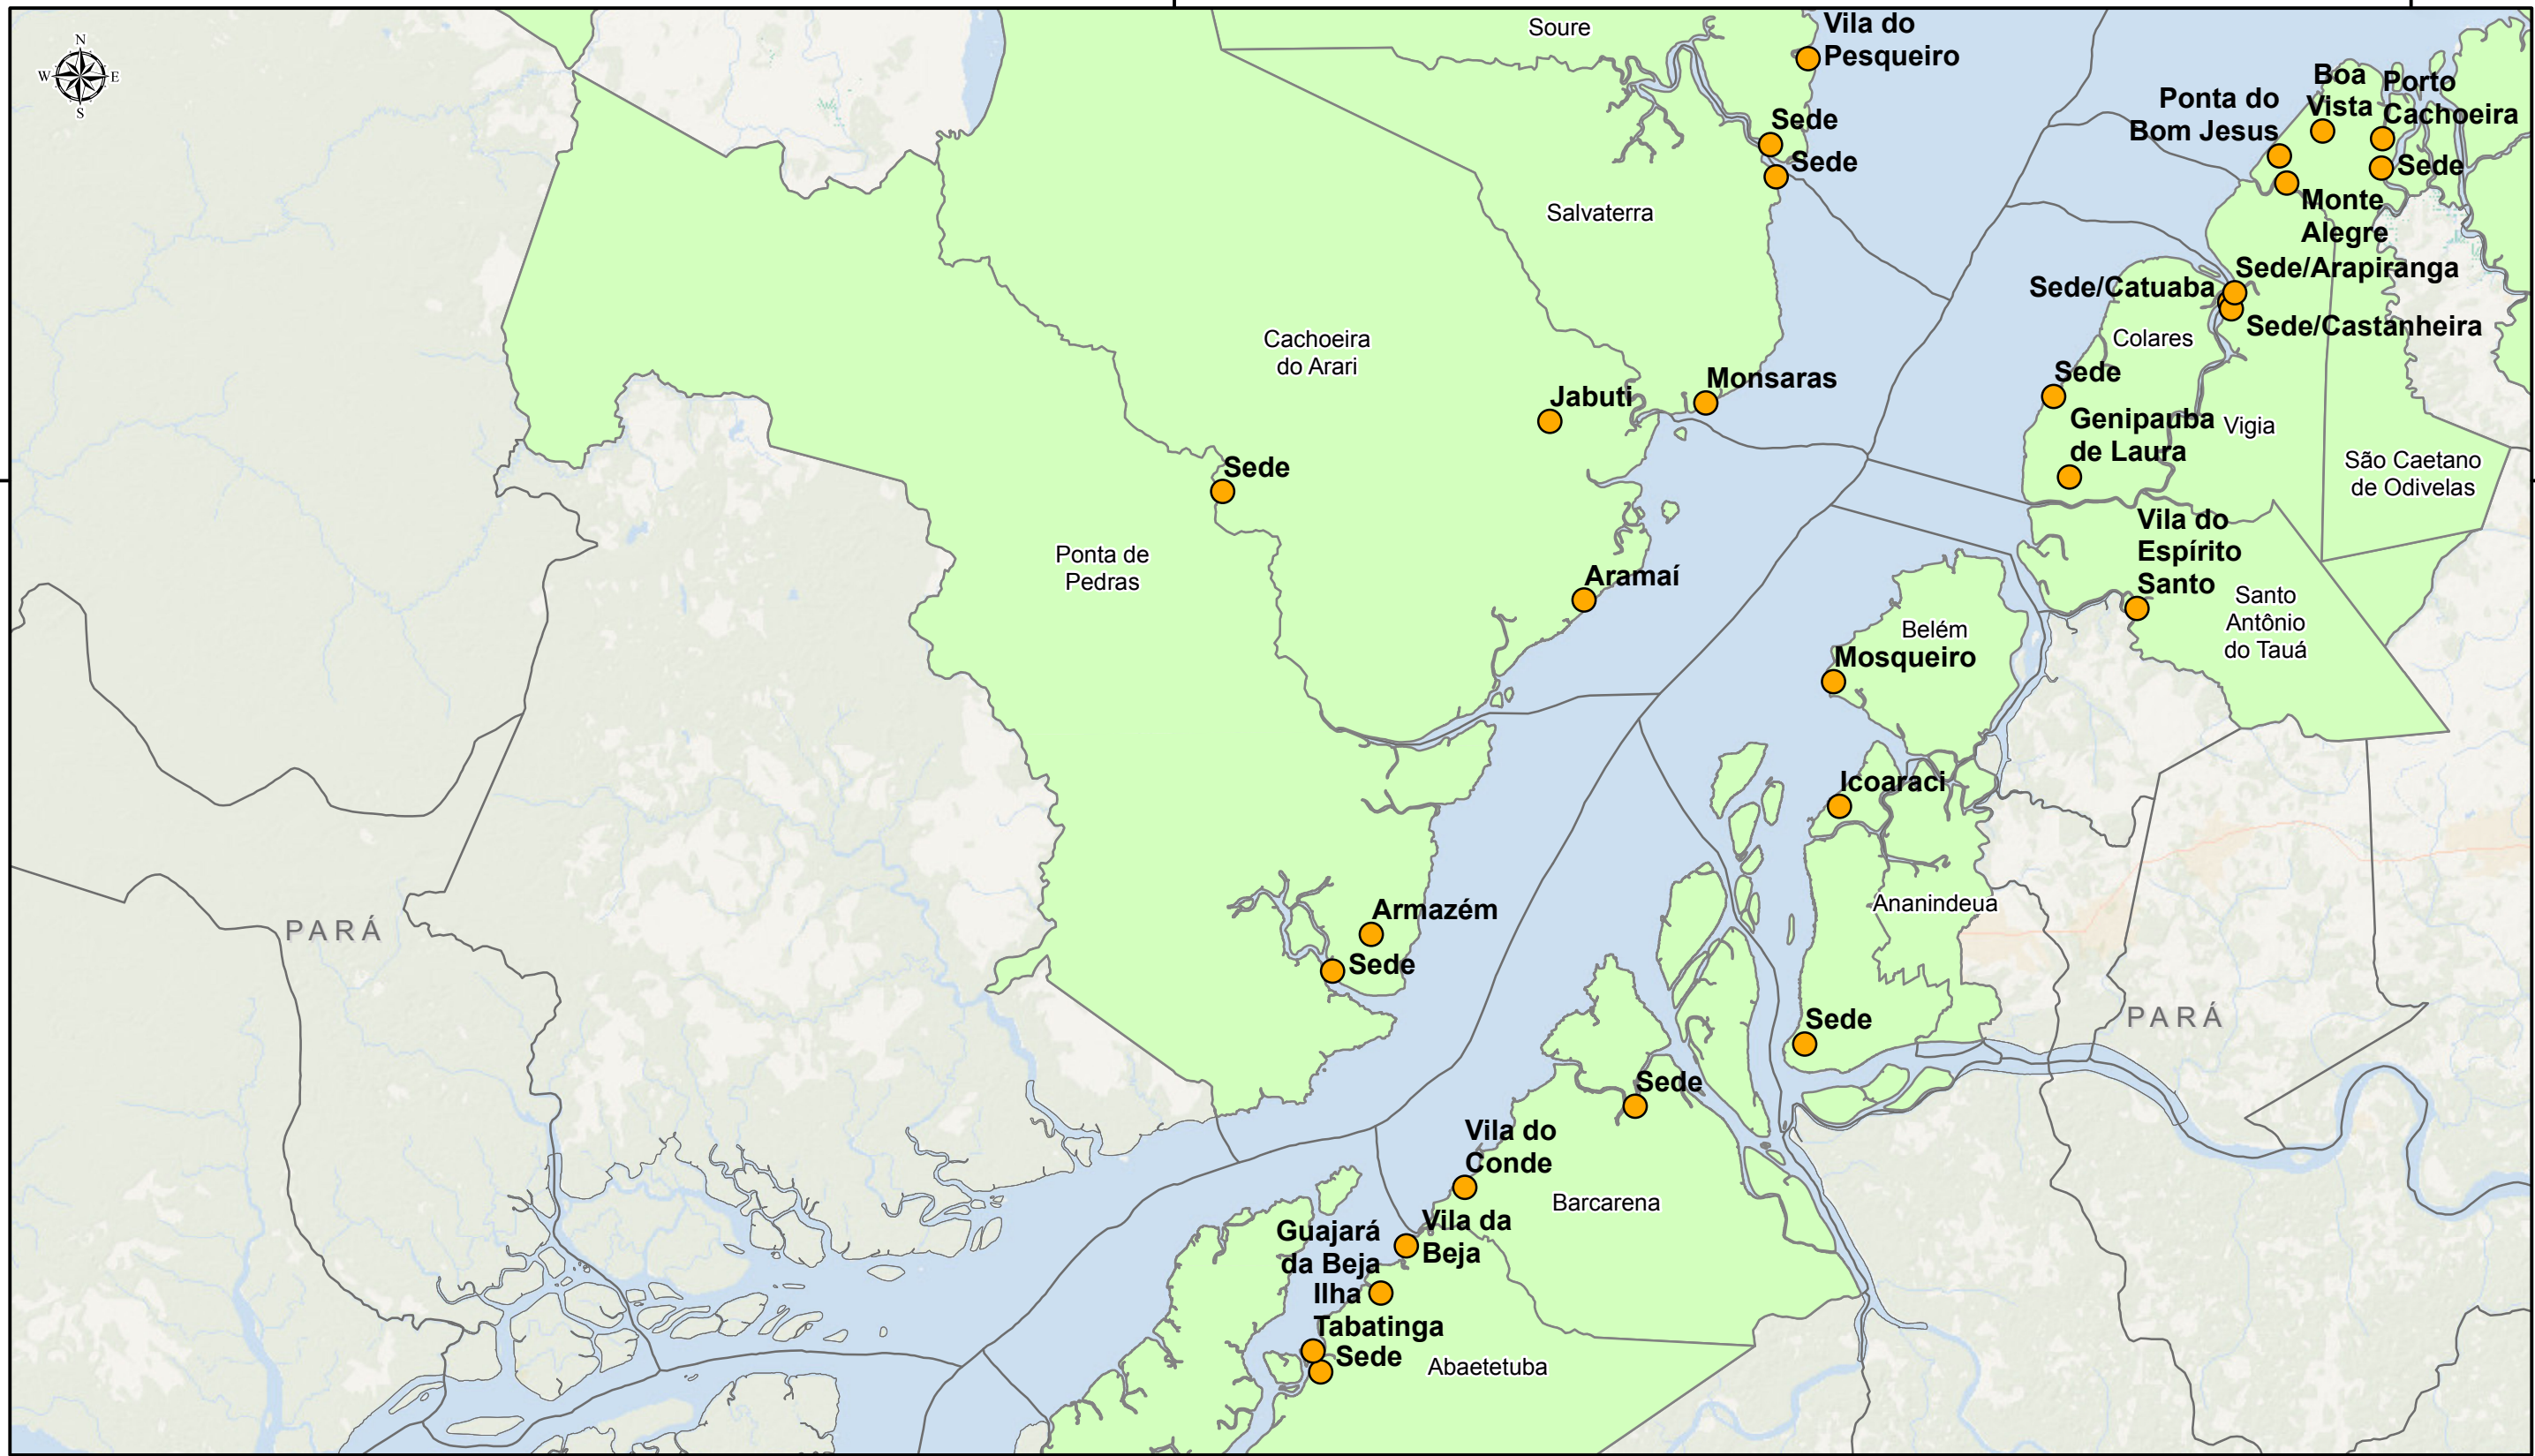 N
W E
S
Soure
Vila do
Pesqueiro
Sede
Sede
Salvaterra
Boa
Vista
Porto
Cachoeira
Ponta do
Bom Jesus
Sede
Monte
Alegre
Sede/Arapiranga
Sede/Catuaba
Sede/Castanheira
Colares
Cachoeira
do Arari
Jabuti
Monsaras
Sede
Genipauba
de Laura
Vigia
São Caetano
de Odivelas
Sede
Ponta de
Pedras
Aramaí
Vila do
Espírito
Santo
Santo
Antônio
do Tauá
Belém
Mosqueiro
Icoaraci
Ananindeua
PARÁ
Armazém
Sede
Sede
PARÁ
Sede
Vila do
Conde
Barcarena
Vila da
Beja
Guajará
da Beja
Ilha
Tabatinga
Sede
Abaetetuba